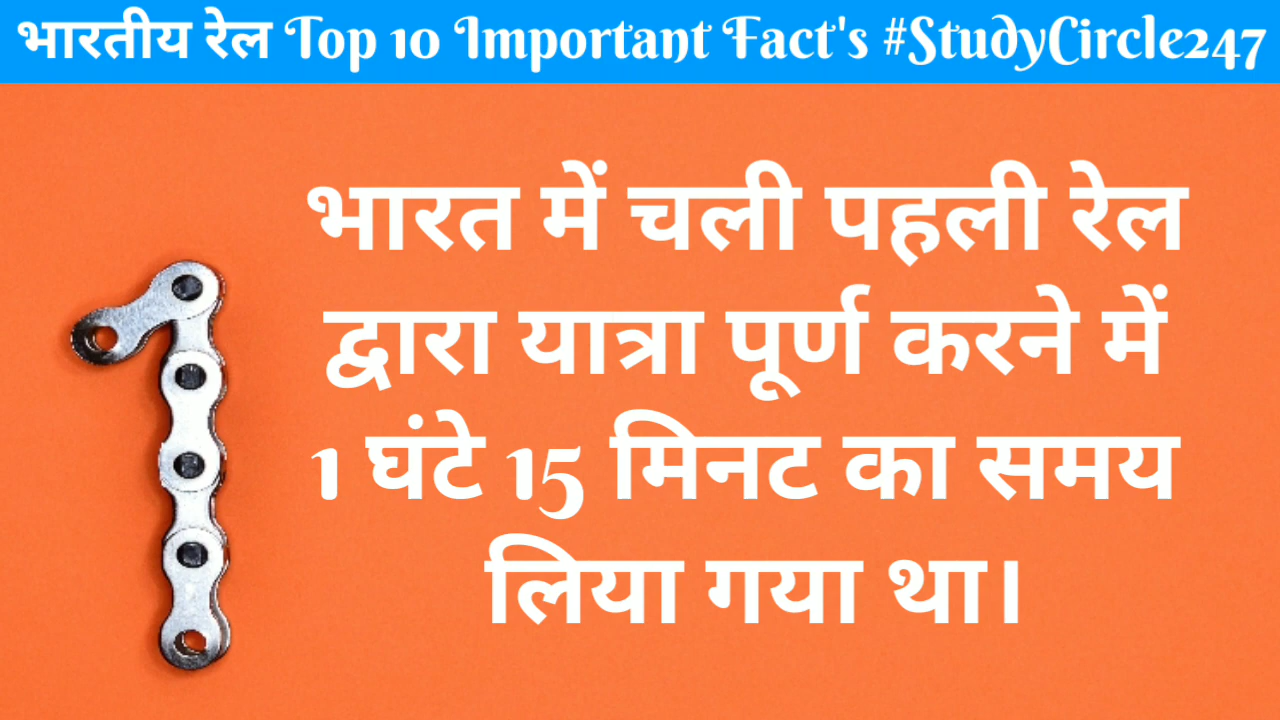 भारतीय रेल Top 10 Important Fact's #StudyCircle247
भारत में चली पहली रेल
द्वारा यात्रा पूर्ण करने में
1 घंटे 15 मिनट का समय
लिया गया था।